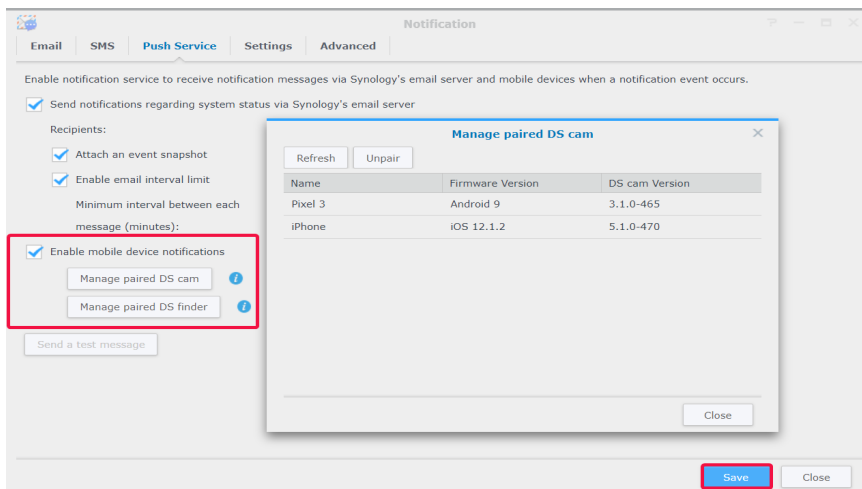 Notification
Email SMS Push Service Settings Advanced
Enable notification service to receive notification messages via Synology's email server and mobile devices when a notification event occurs.
Send notifications regarding system status via Synology's email server
Recipients:
Attach an event snapshot
Enable email interval limit
Minimum interval between each
message (minutes):
Enable mobile device notifications
Manage paired DS cam
Manage paired DS finder
Send a test message
Manage paired DS cam
Refresh Unpair
Name Firmware Version DS cam Version
Pixel 3 Android 9 3.1.0-465
iPhone iOS 12.1.2 5.1.0-470
Close
Save Close